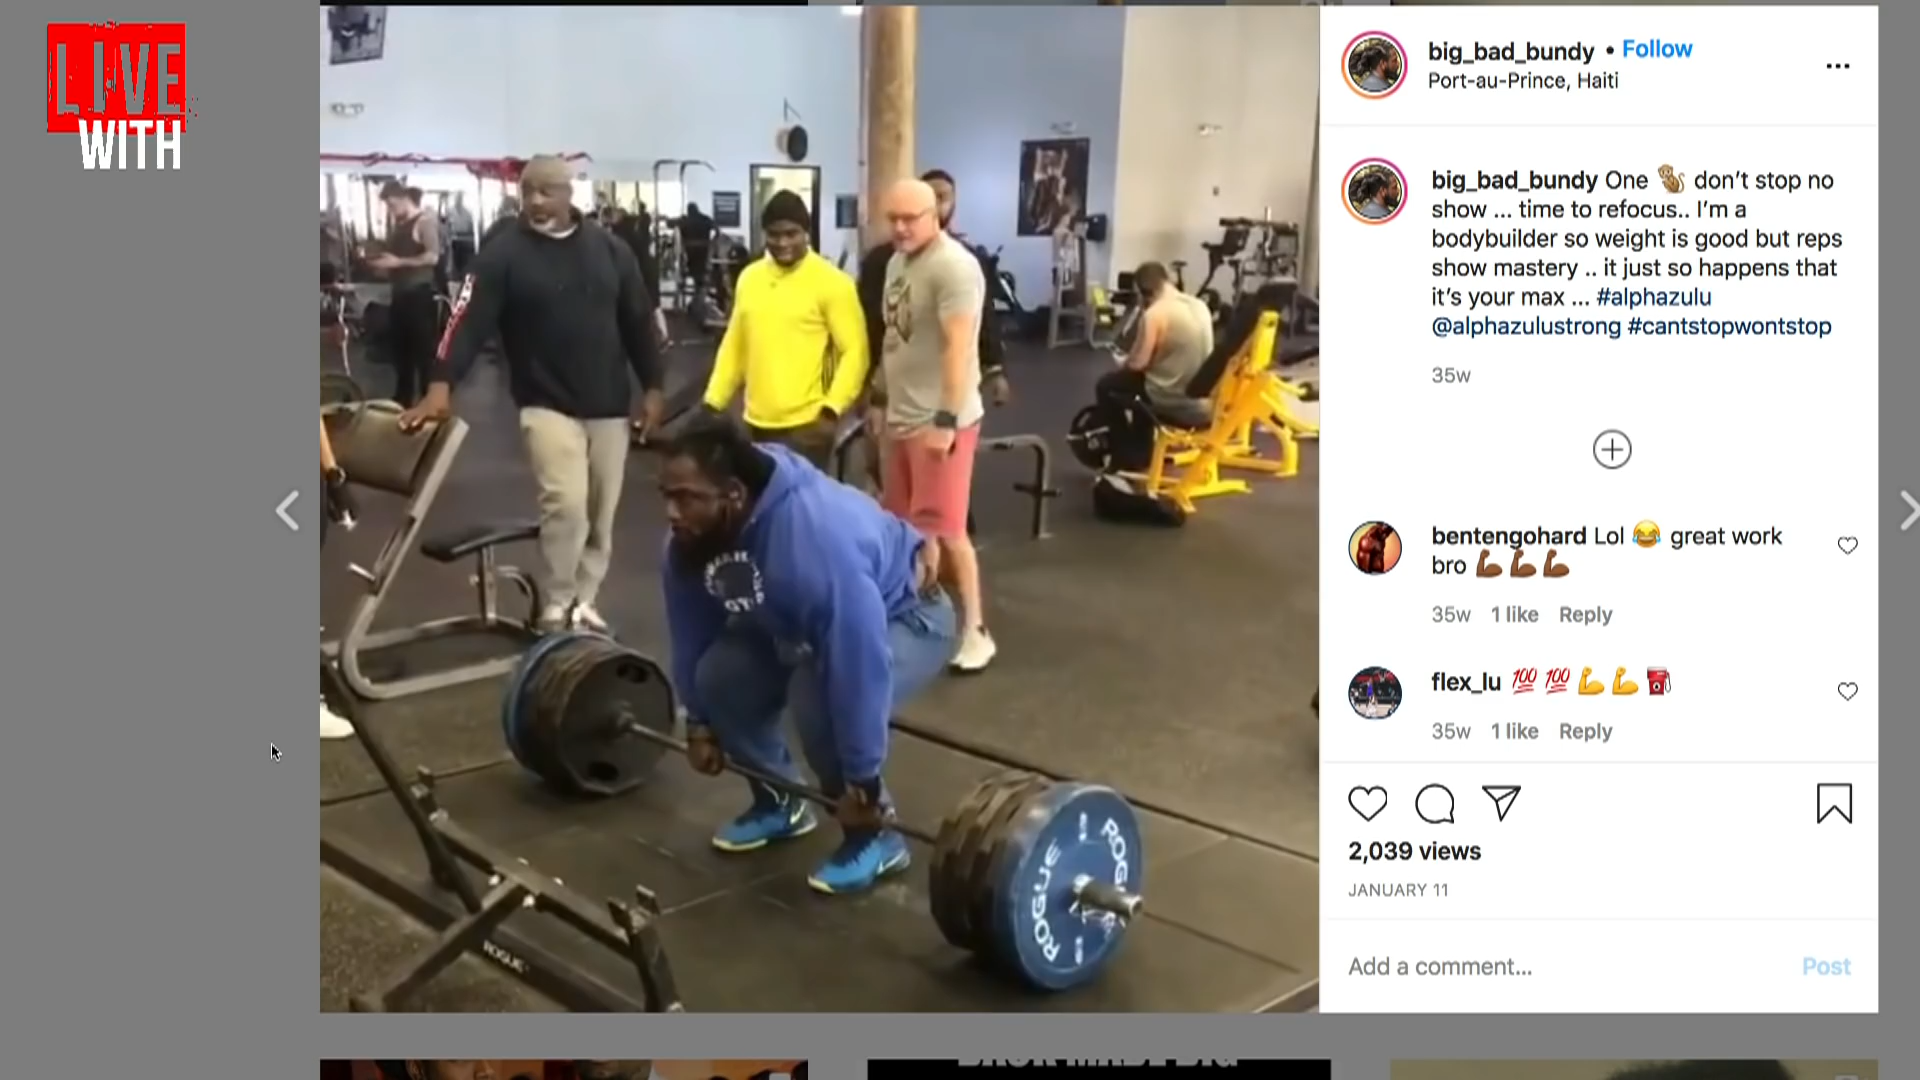 LIVE
WITH
big_bad_bundy • Follow
Port-au-Prince, Haiti
big_bad_bundy One 🐒 don’t stop no
show ... time to refocus.. I’m a
bodybuilder so weight is good but reps
show mastery .. it just so happens that
it’s your max ... #alphazulu
@alphazulustrong #cantstopwontstop
35w
bentengohard Lol 😂 great work
bro 💪🏾💪🏾💪🏾
35w 1 like Reply
flex_lu 💯 💯 💪 💪 ⛽
35w 1 like Reply
2,039 views
JANUARY 11
Add a comment...
Post
GYM
ROGUE
ROGUE
ROGUE